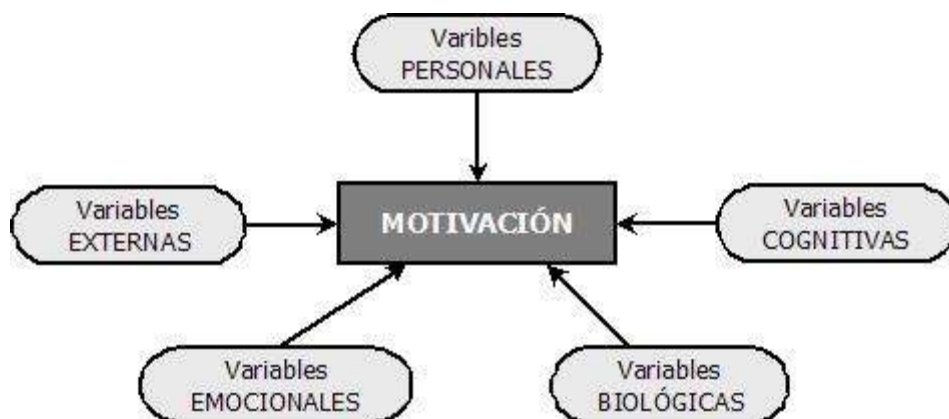 Varibles
PERSONALES
Variables
EXTERNAS
MOTIVACIÓN
Variables
COGNITIVAS
Variables
EMOCIONALES
Variables
BIOLÓGICAS